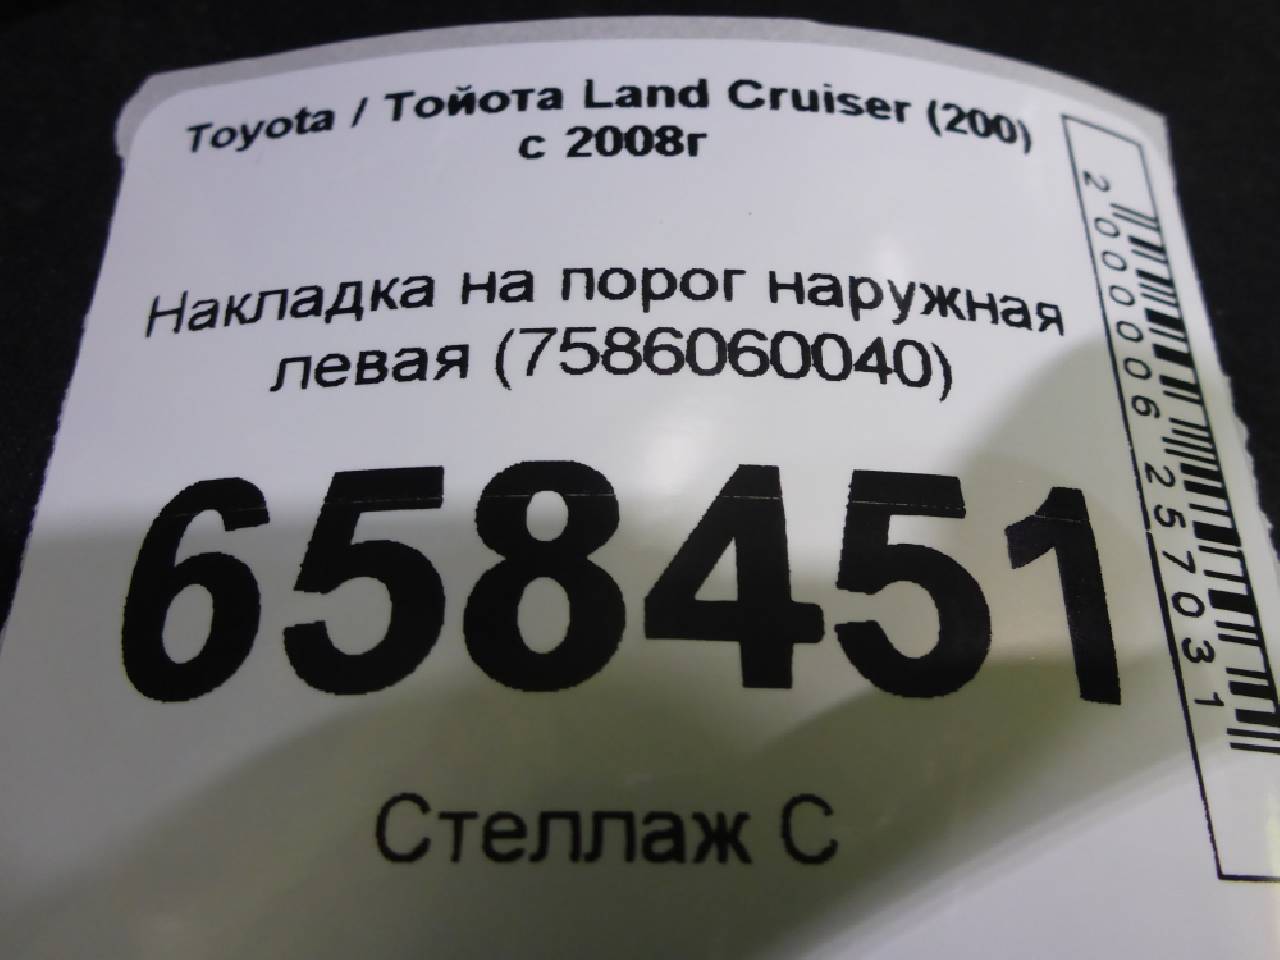 Toyota / Тойота Land Cruiser (200)
с 2008г
Накладка на порог наружная
левая (7586060040)
658451
Стеллаж С
2000006257031